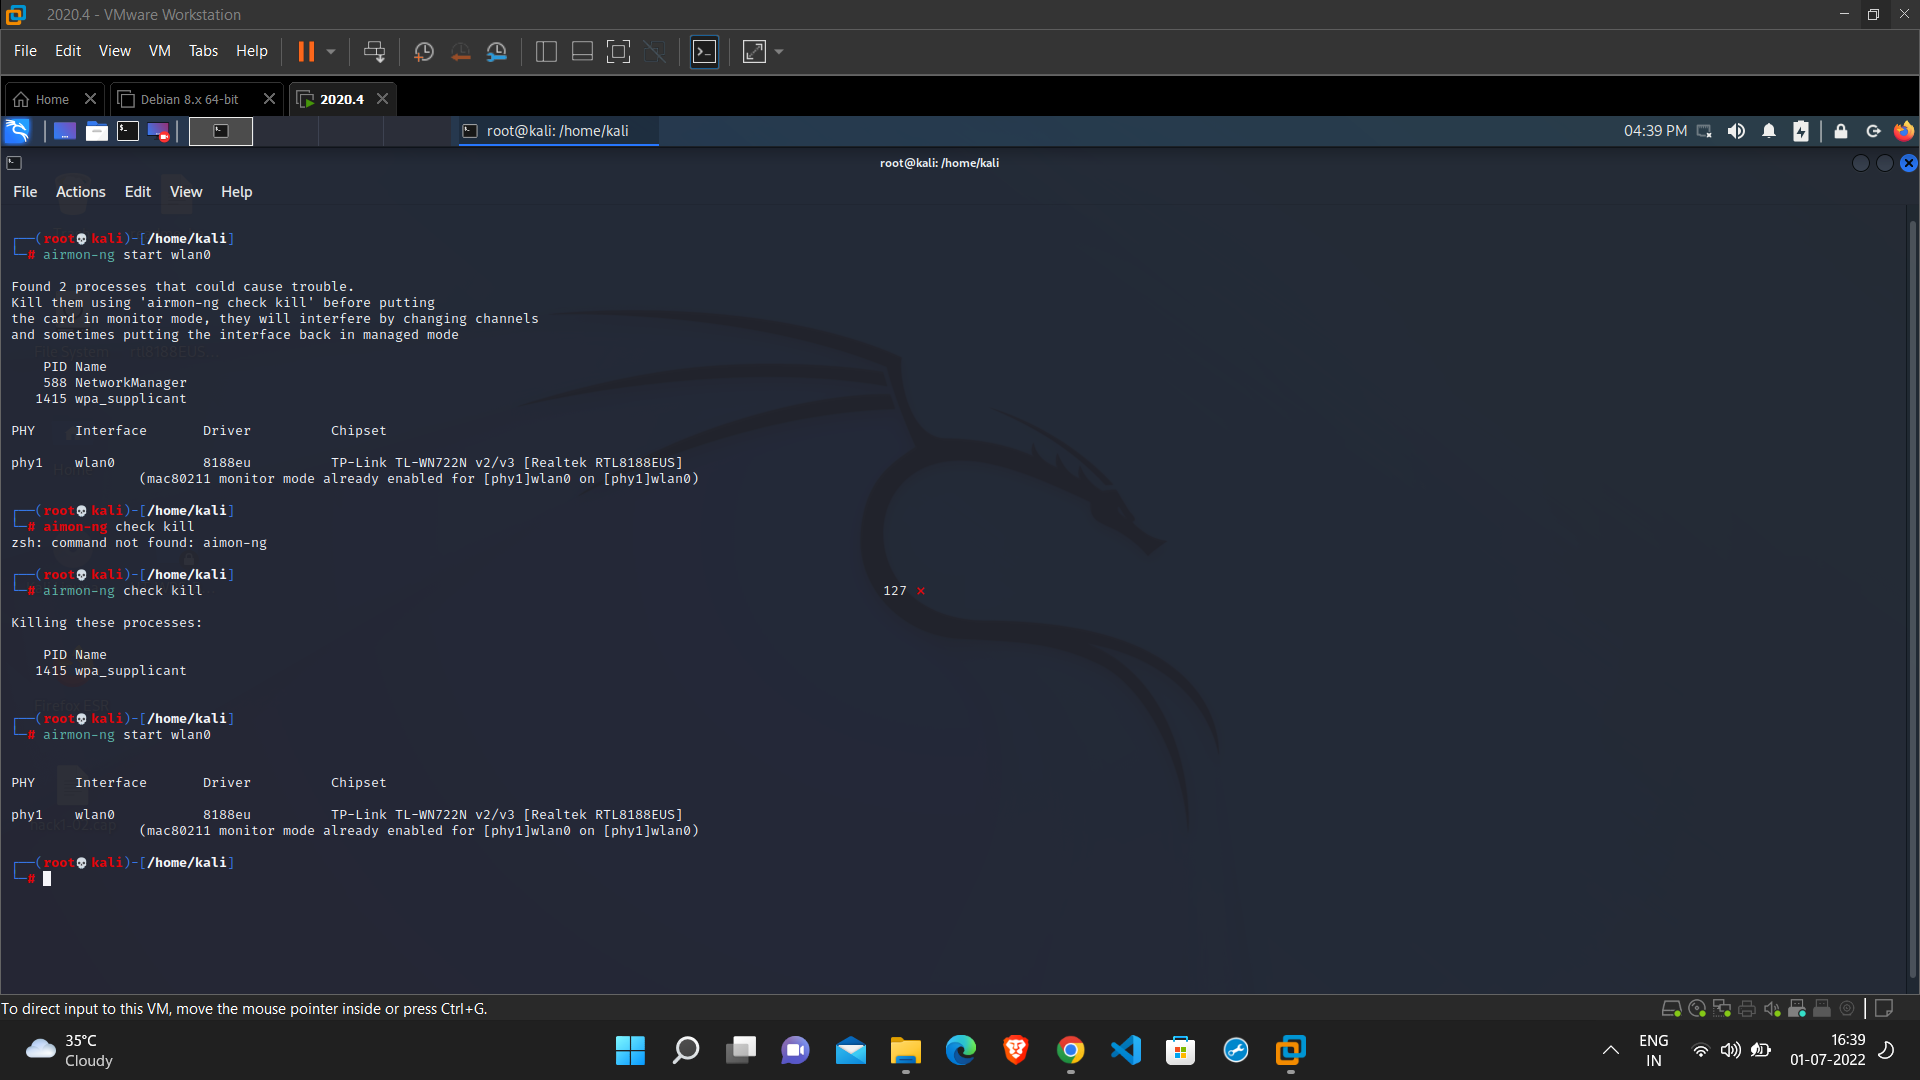 2020.4 - VMware Workstation
File Edit View VM Tabs Help
Home Debian 8.x 64-bit 2020.4
root@kali: /home/kali 04:39 PM
root@kali: /home/kali
File Actions Edit View Help
┌──(root💀kali)-[/home/kali]
└─# airmon-ng start wlan0
Found 2 processes that could cause trouble.
Kill them using 'airmon-ng check kill' before putting
the card in monitor mode, they will interfere by changing channels
and sometimes putting the interface back in managed mode
PID Name
588 NetworkManager
1415 wpa_supplicant
PHY Interface Driver Chipset
phy1 wlan0 8188eu TP-Link TL-WN722N v2/v3 [Realtek RTL8188EUS]
(mac80211 monitor mode already enabled for [phy1]wlan0 on [phy1]wlan0)
┌──(root💀kali)-[/home/kali]
└─# aimon-ng check kill
zsh: command not found: aimon-ng
┌──(root💀kali)-[/home/kali]
└─# airmon-ng check kill 127 ⨯
Killing these processes:
PID Name
1415 wpa_supplicant
┌──(root💀kali)-[/home/kali]
└─# airmon-ng start wlan0
PHY Interface Driver Chipset
phy1 wlan0 8188eu TP-Link TL-WN722N v2/v3 [Realtek RTL8188EUS]
(mac80211 monitor mode already enabled for [phy1]wlan0 on [phy1]wlan0)
┌──(root💀kali)-[/home/kali]
└─#
To direct input to this VM, move the mouse pointer inside or press Ctrl+G.
35°C
Cloudy
ENG
IN
16:39
01-07-2022